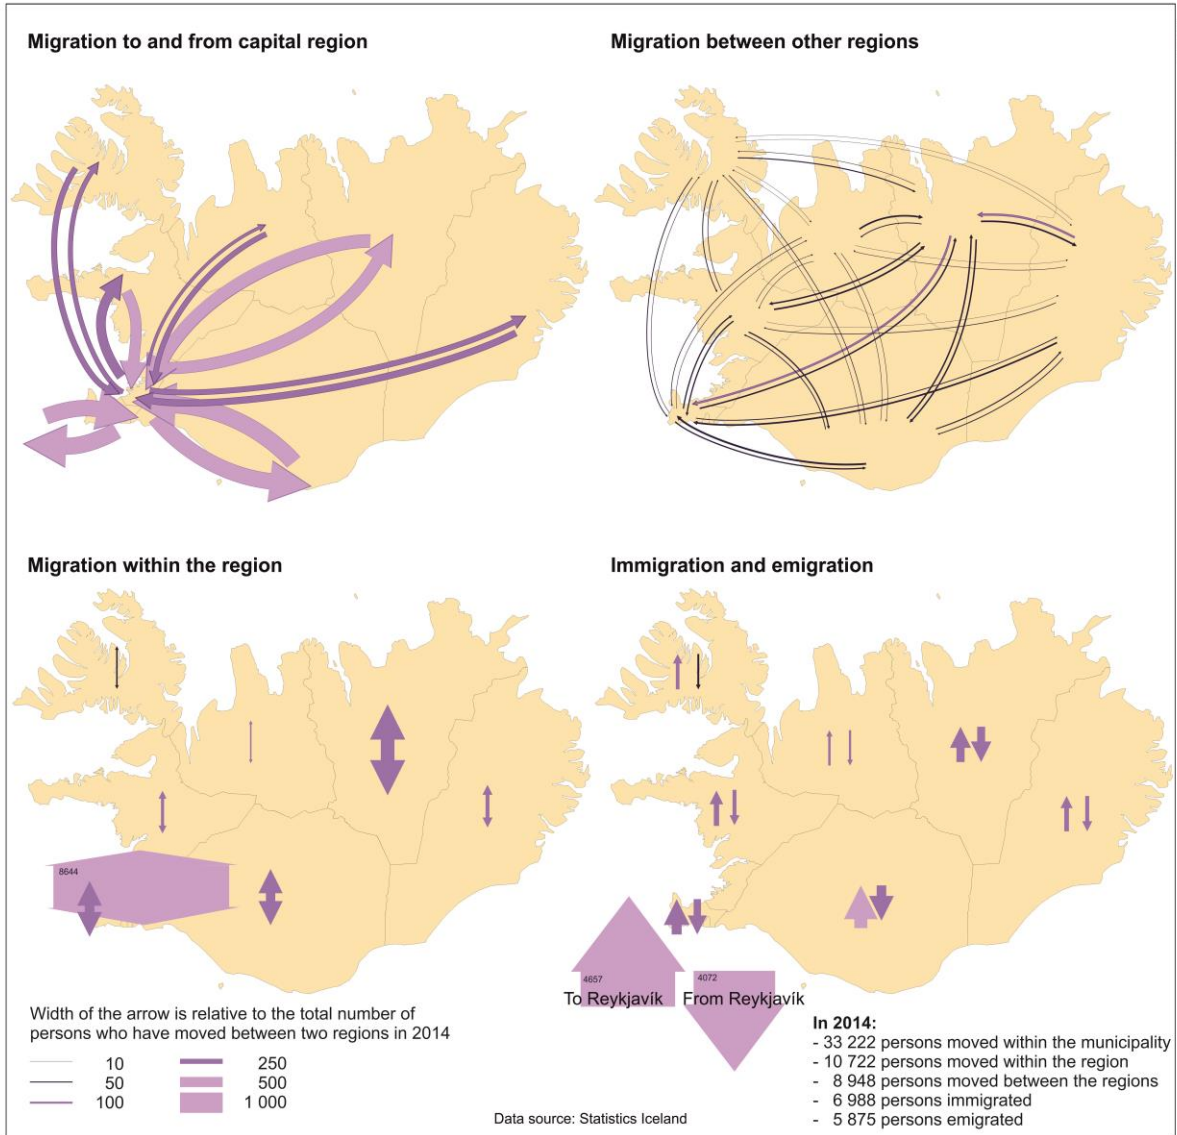 Migration to and from capital region
Migration between other regions
Migration within the region
Immigration and emigration
8644
4657
4072
To Reykjavík
From Reykjavík
Width of the arrow is relative to the total number of
persons who have moved between two regions in 2014
10
50
100
250
500
1 000
Data source: Statistics Iceland
In 2014:
- 33 222 persons moved within the municipality
- 10 722 persons moved within the region
- 8 948 persons moved between the regions
- 6 988 persons immigrated
- 5 875 persons emigrated